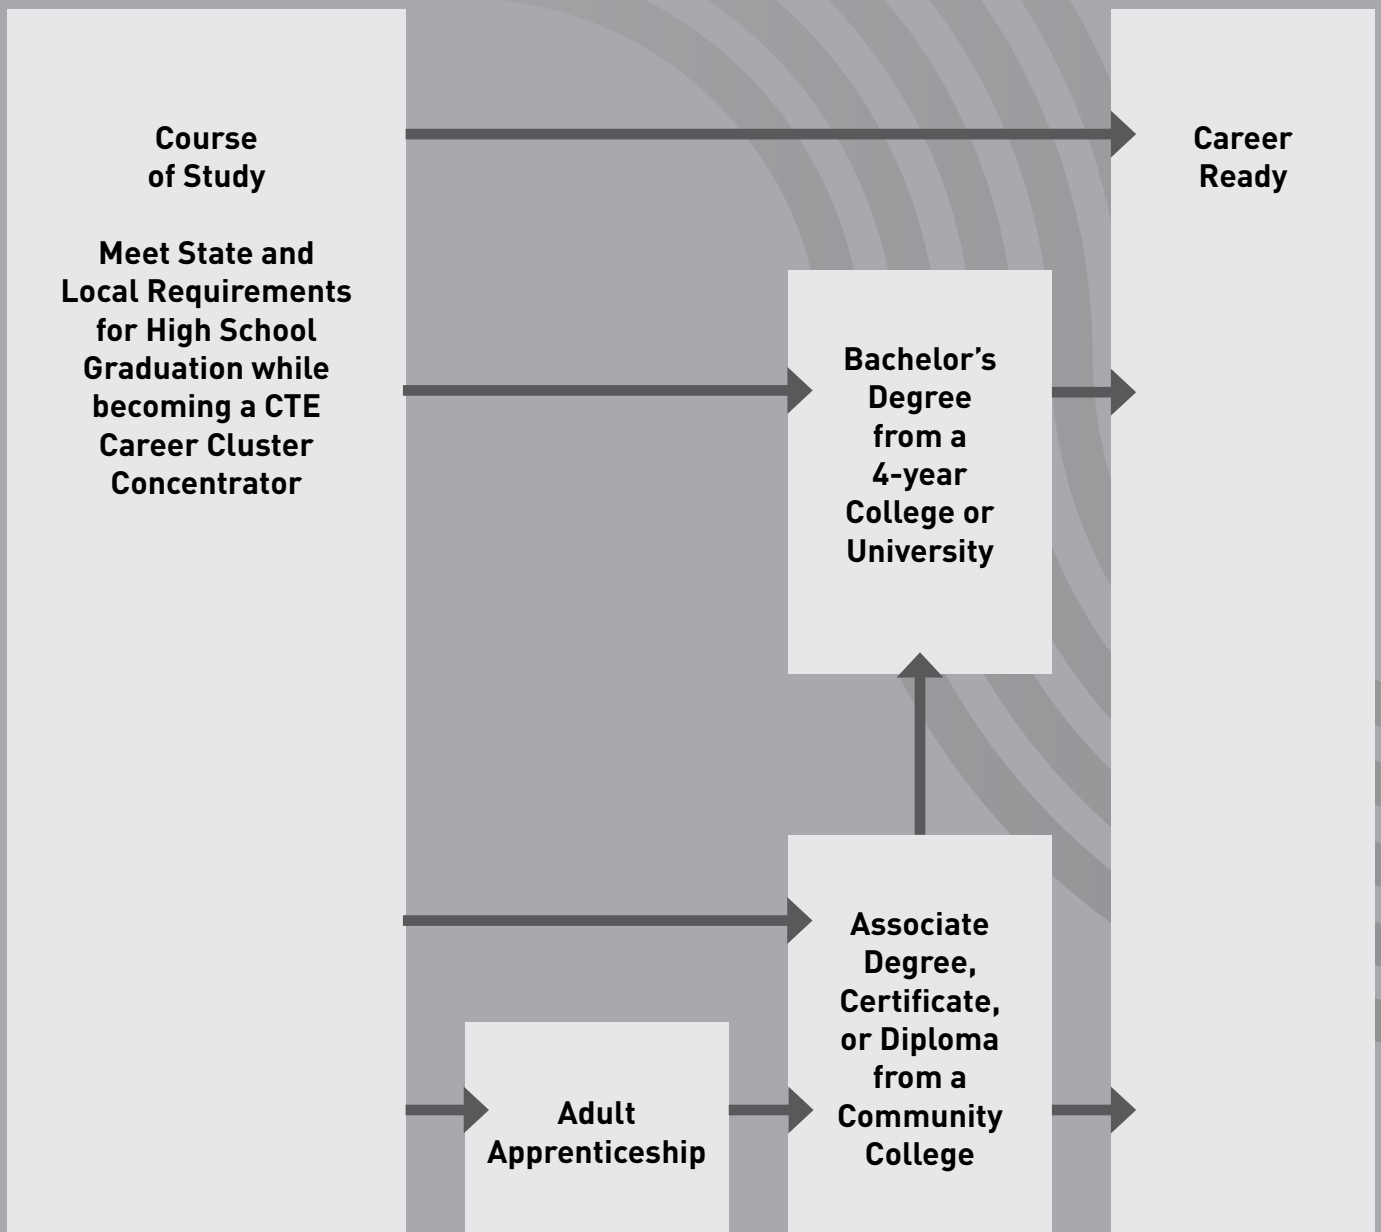 Course
of Study
Meet State and
Local Requirements
for High School
Graduation while
becoming a CTE
Career Cluster
Concentrator
Career
Ready
Bachelor’s
Degree
from a
4-year
College or
University
Associate
Degree,
Certificate,
or Diploma
from a
Community
College
Adult
Apprenticeship